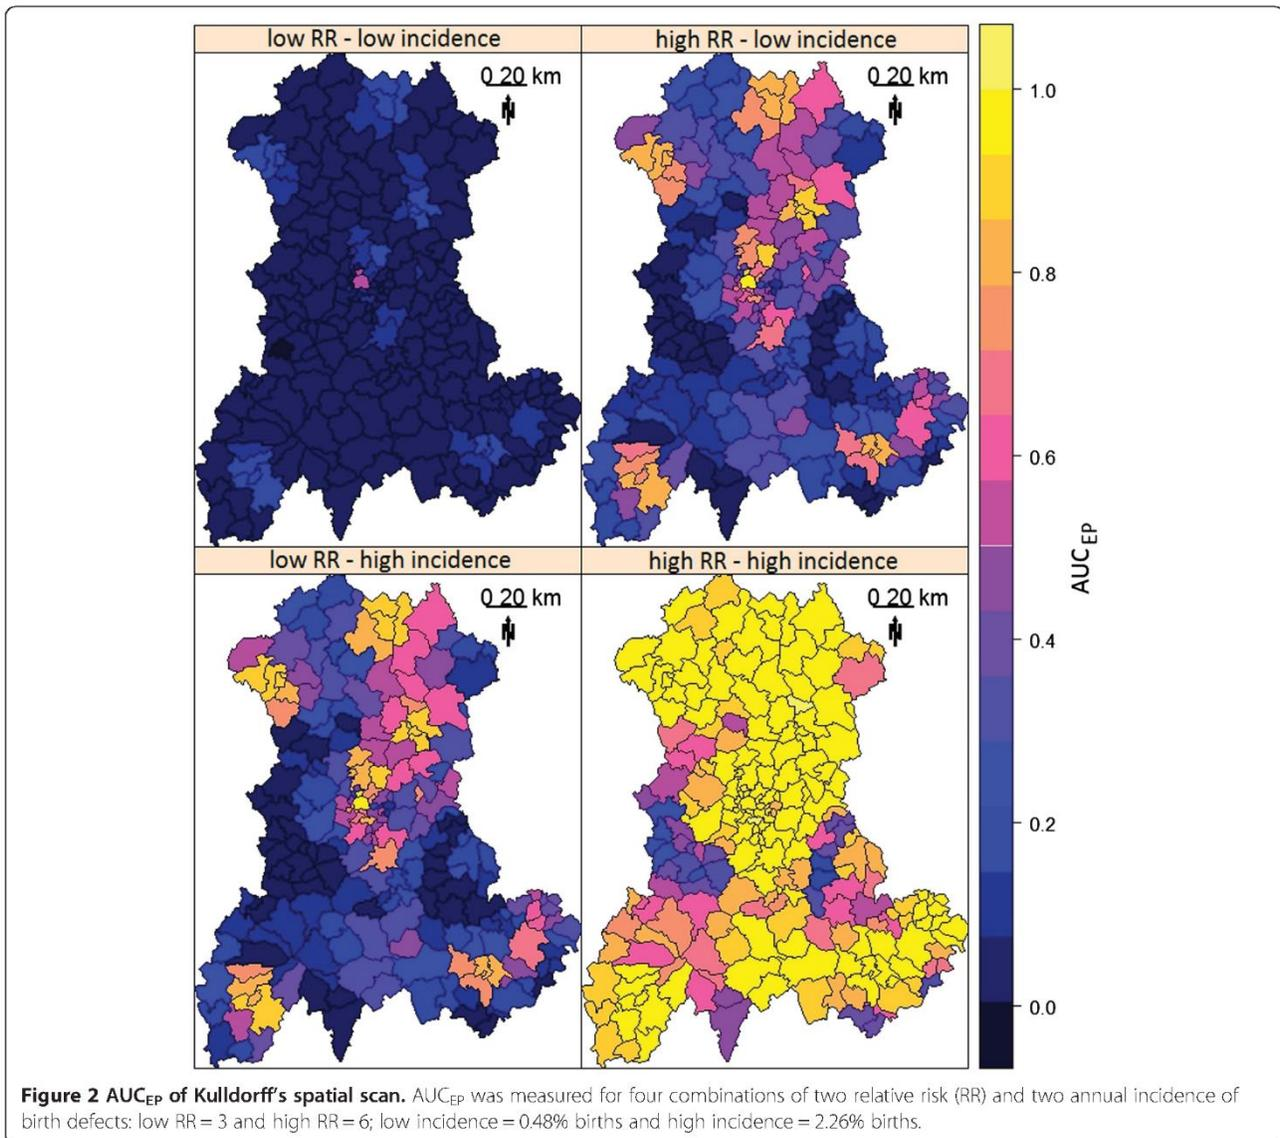 low RR - low incidence
high RR - low incidence
0 20 km
N
0 20 km
N
low RR - high incidence
high RR - high incidence
0 20 km
N
0 20 km
N
1.0
0.8
0.6
0.4
0.2
0.0
AUCEP
Figure 2 AUCEP of Kulldorff's spatial scan. AUCEP was measured for four combinations of two relative risk (RR) and two annual incidence of
birth defects: low RR = 3 and high RR = 6; low incidence = 0.48% births and high incidence = 2.26% births.